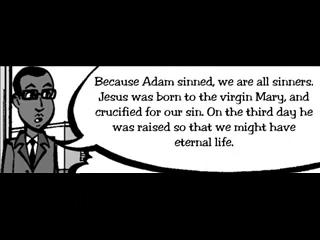 Because Adam sinned, we are all sinners.
Jesus was born to the virgin Mary, and
crucified for our sin. On the third day he
was raised so that we might have
eternal life.